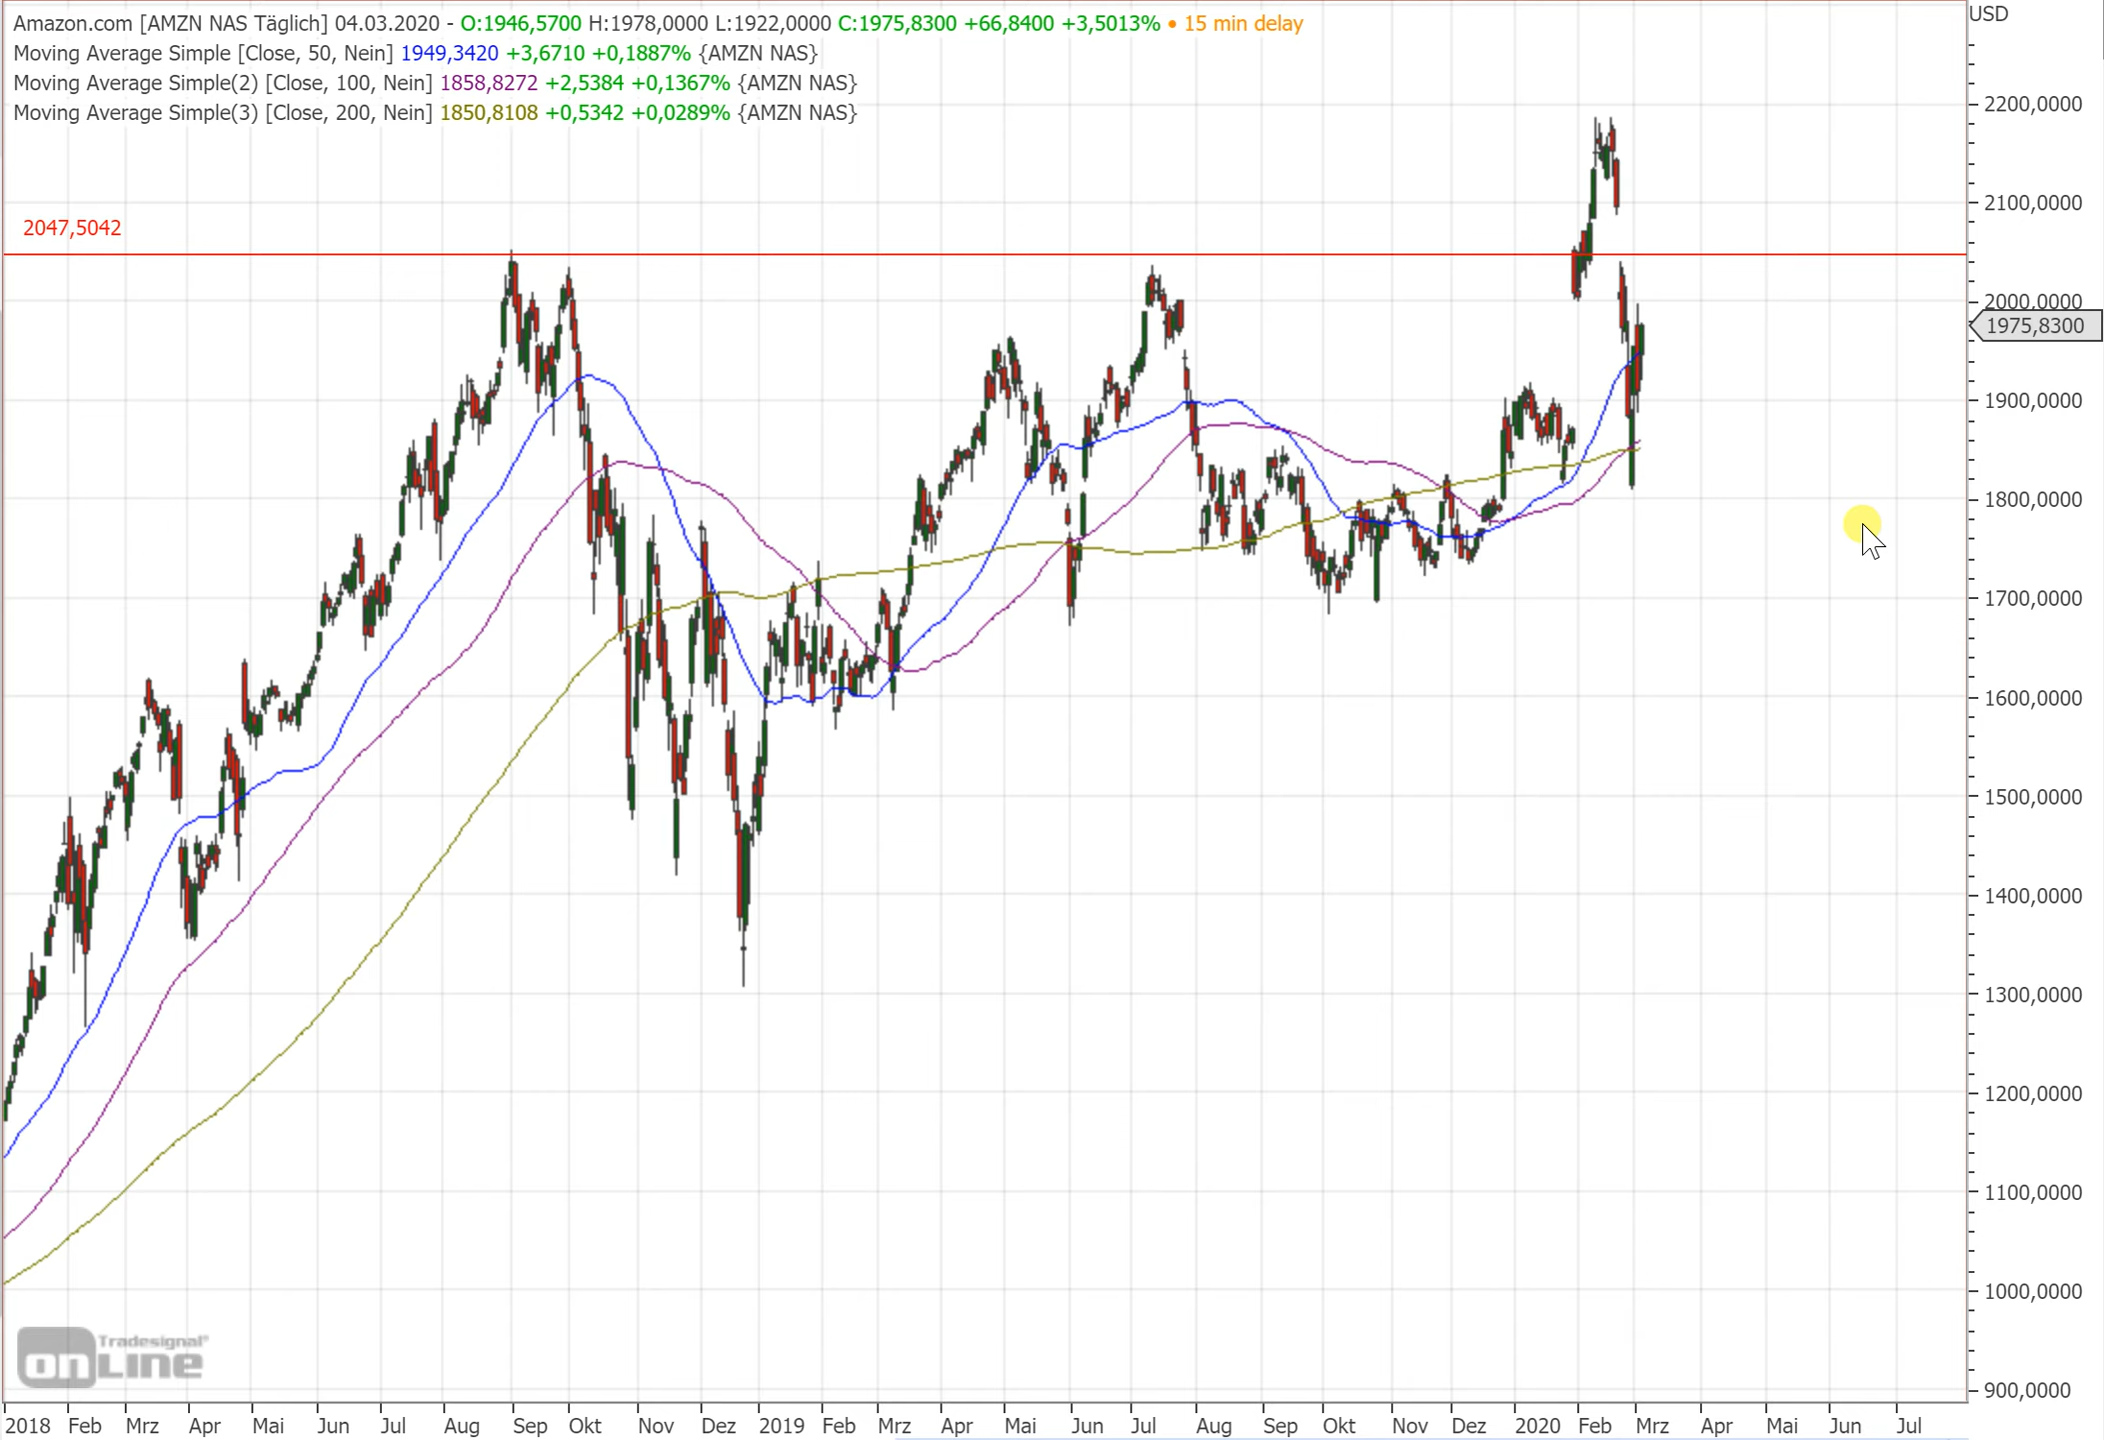 Amazon.com [AMZN NAS Täglich] 04.03.2020 - O:1946,5700 H:1978,0000 L:1922,0000 C:1975,8300 +66,8400 +3,5013% • 15 min delay
Moving Average Simple [Close, 50, Nein] 1949,3420 +3,6710 +0,1887% {AMZN NAS}
Moving Average Simple(2) [Close, 100, Nein] 1858,8272 +2,5384 +0,1367% {AMZN NAS}
Moving Average Simple(3) [Close, 200, Nein] 1850,8108 +0,5342 +0,0289% {AMZN NAS}
2047,5042
USD
2200,0000
2100,0000
2000,0000
1975,8300
1900,0000
1800,0000
1700,0000
1600,0000
1500,0000
1400,0000
1300,0000
1200,0000
1100,0000
1000,0000
900,0000
Tradesignal®
onLine
2018 Feb Mrz Apr Mai Jun Jul Aug Sep Okt Nov Dez 2019 Feb Mrz Apr Mai Jun Jul Aug Sep Okt Nov Dez 2020 Feb Mrz Apr Mai Jun Jul